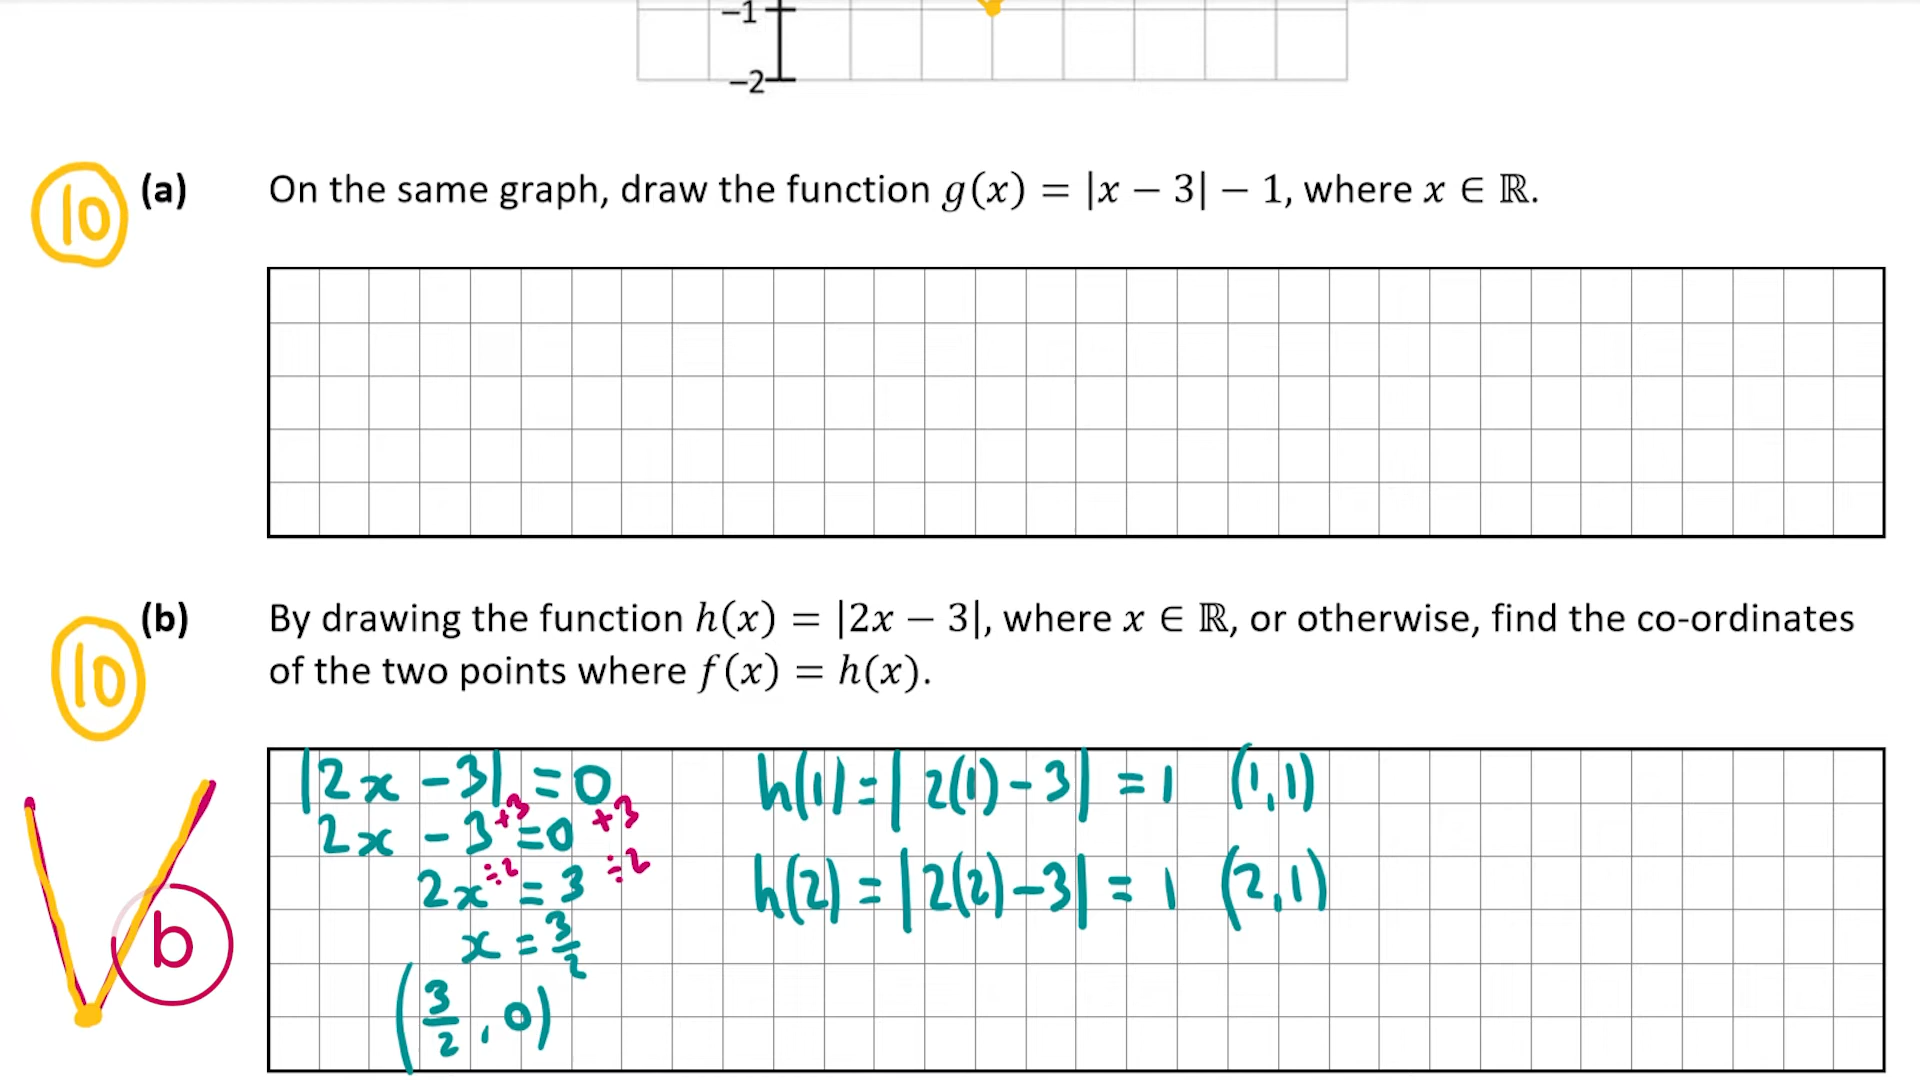 –1
–2
10
(a) On the same graph, draw the function g(x) = |x − 3| − 1, where x ∈ ℝ.
10
(b) By drawing the function h(x) = |2x − 3|, where x ∈ ℝ, or otherwise, find the co-ordinates
of the two points where f(x) = h(x).
|2x − 3| = 0
2x − 3 +3 = 0 +3
2x ÷2 = 3 ÷2
x = 3/2
(3/2, 0)
h(1) = |2(1) − 3| = 1 (1,1)
h(2) = |2(2) − 3| = 1 (2,1)
b